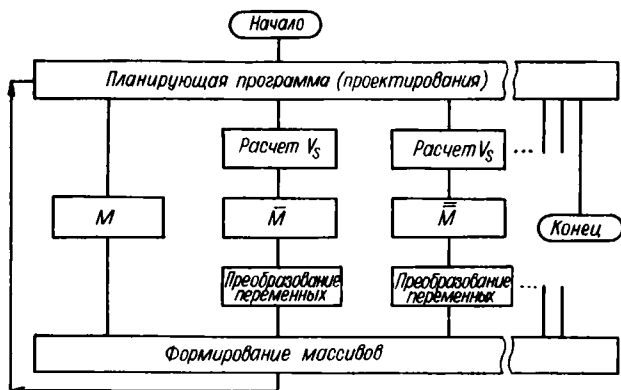 Начало
Планирующая программа (проектирования)
Расчет V_S
Расчет V_S
...
M
M̄
M̿
Конец
Преобразование
переменных
Преобразование
переменных
...
Формирование массивов